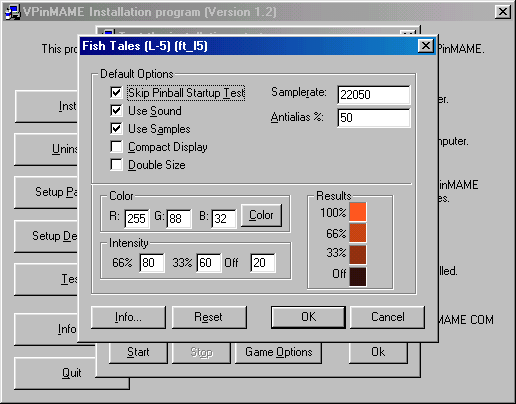 VPinMAME Installation program (Version 1.2)
This pro
PinMAME.
Fish Tales (L-5) (ft_l5)
Default Options
Skip Pinball Startup Test
Samplerate: 22050
Use Sound
Antialias %: 50
Use Samples
Compact Display
Double Size
Color
R: 255 G: 88 B: 32 Color
Intensity
66% 80 33% 60 Off 20
Results
100%
66%
33%
Off
Info... Reset OK Cancel
Inst
er.
Unins
mputer.
Setup Pa
PinMAME
es.
Setup De
Tes
lled.
Info
MAME COM
Start Stop Game Options Ok
Quit